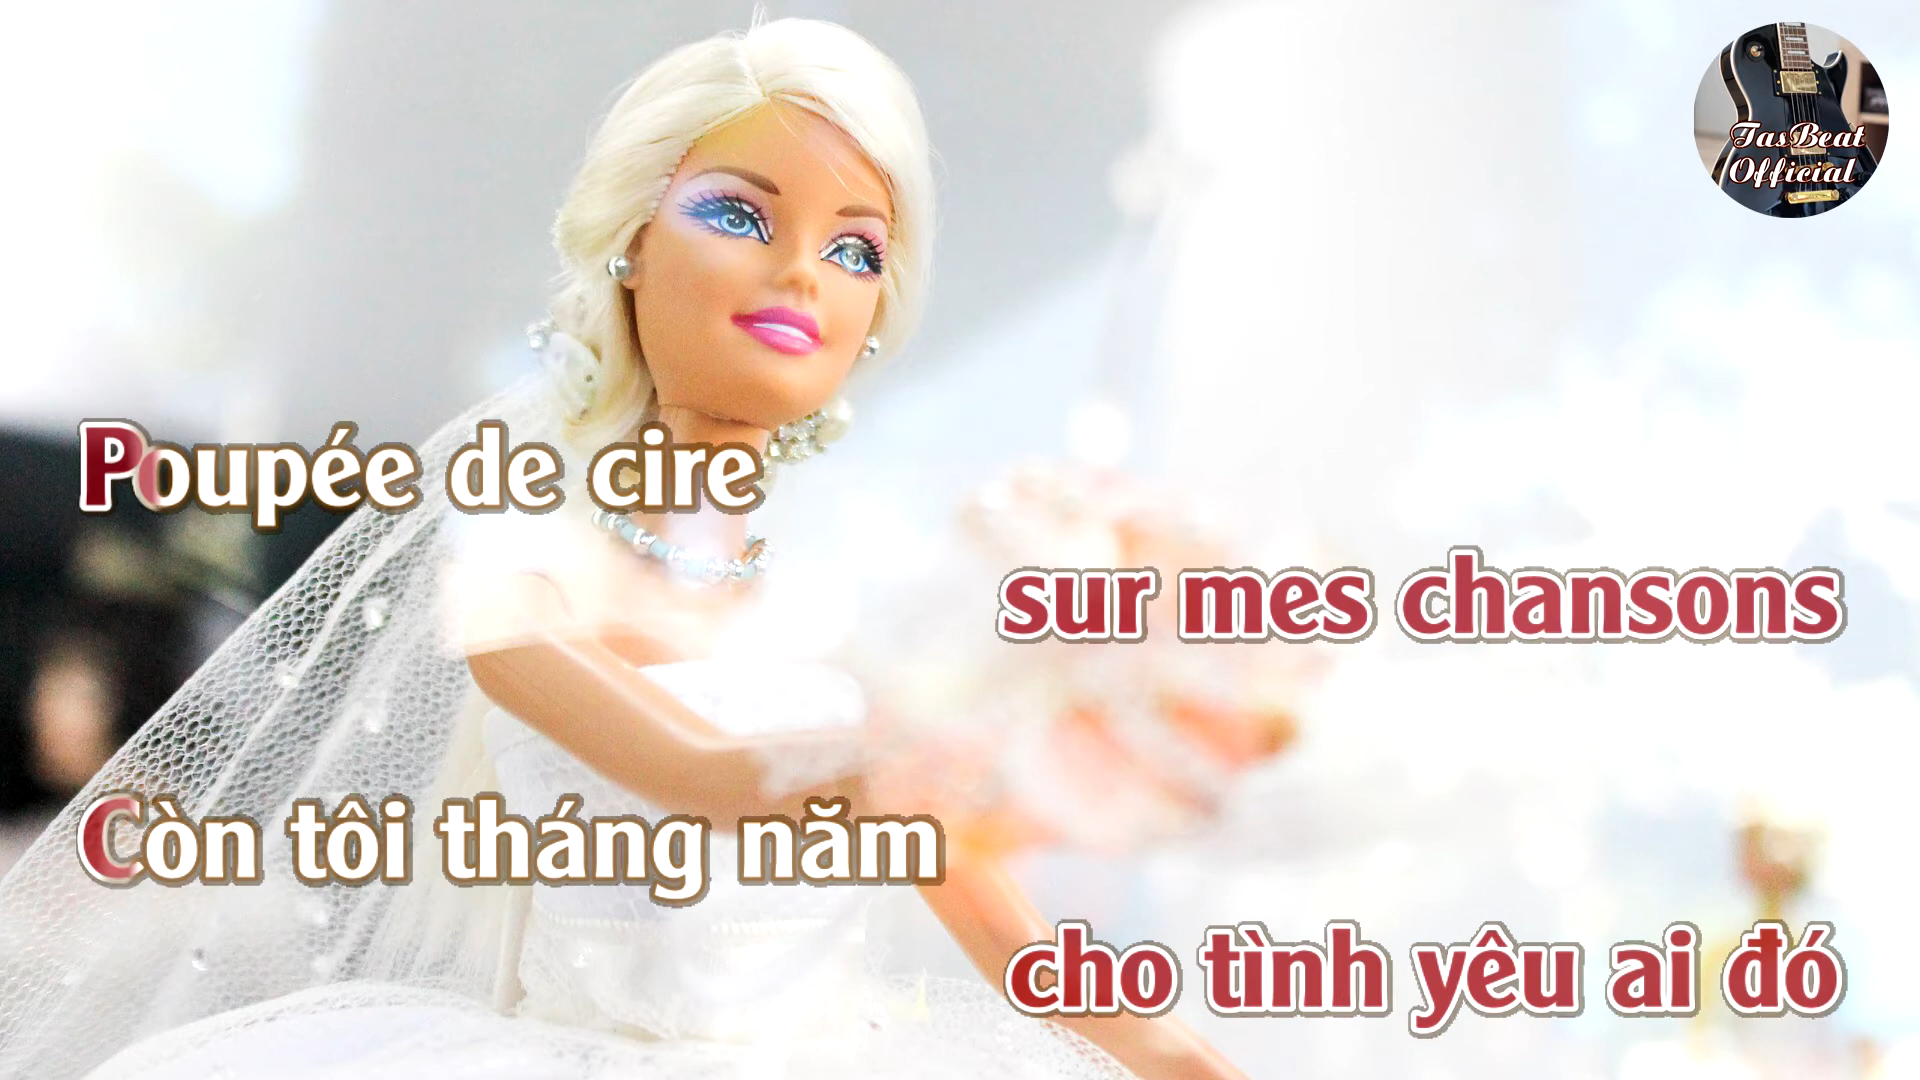 TasBeat
Official
Poupée de cire
sur mes chansons
Còn tôi tháng năm
cho tình yêu ai đó